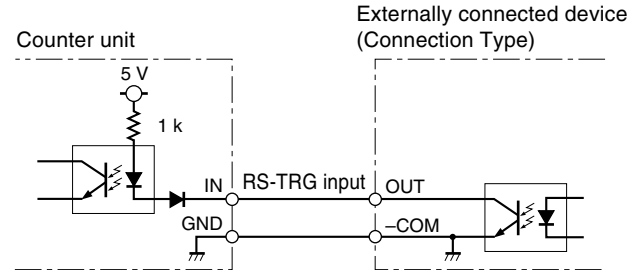 Externally connected device
(Connection Type)
Counter unit
5 V
1 k
IN
RS-TRG input
OUT
GND
–COM